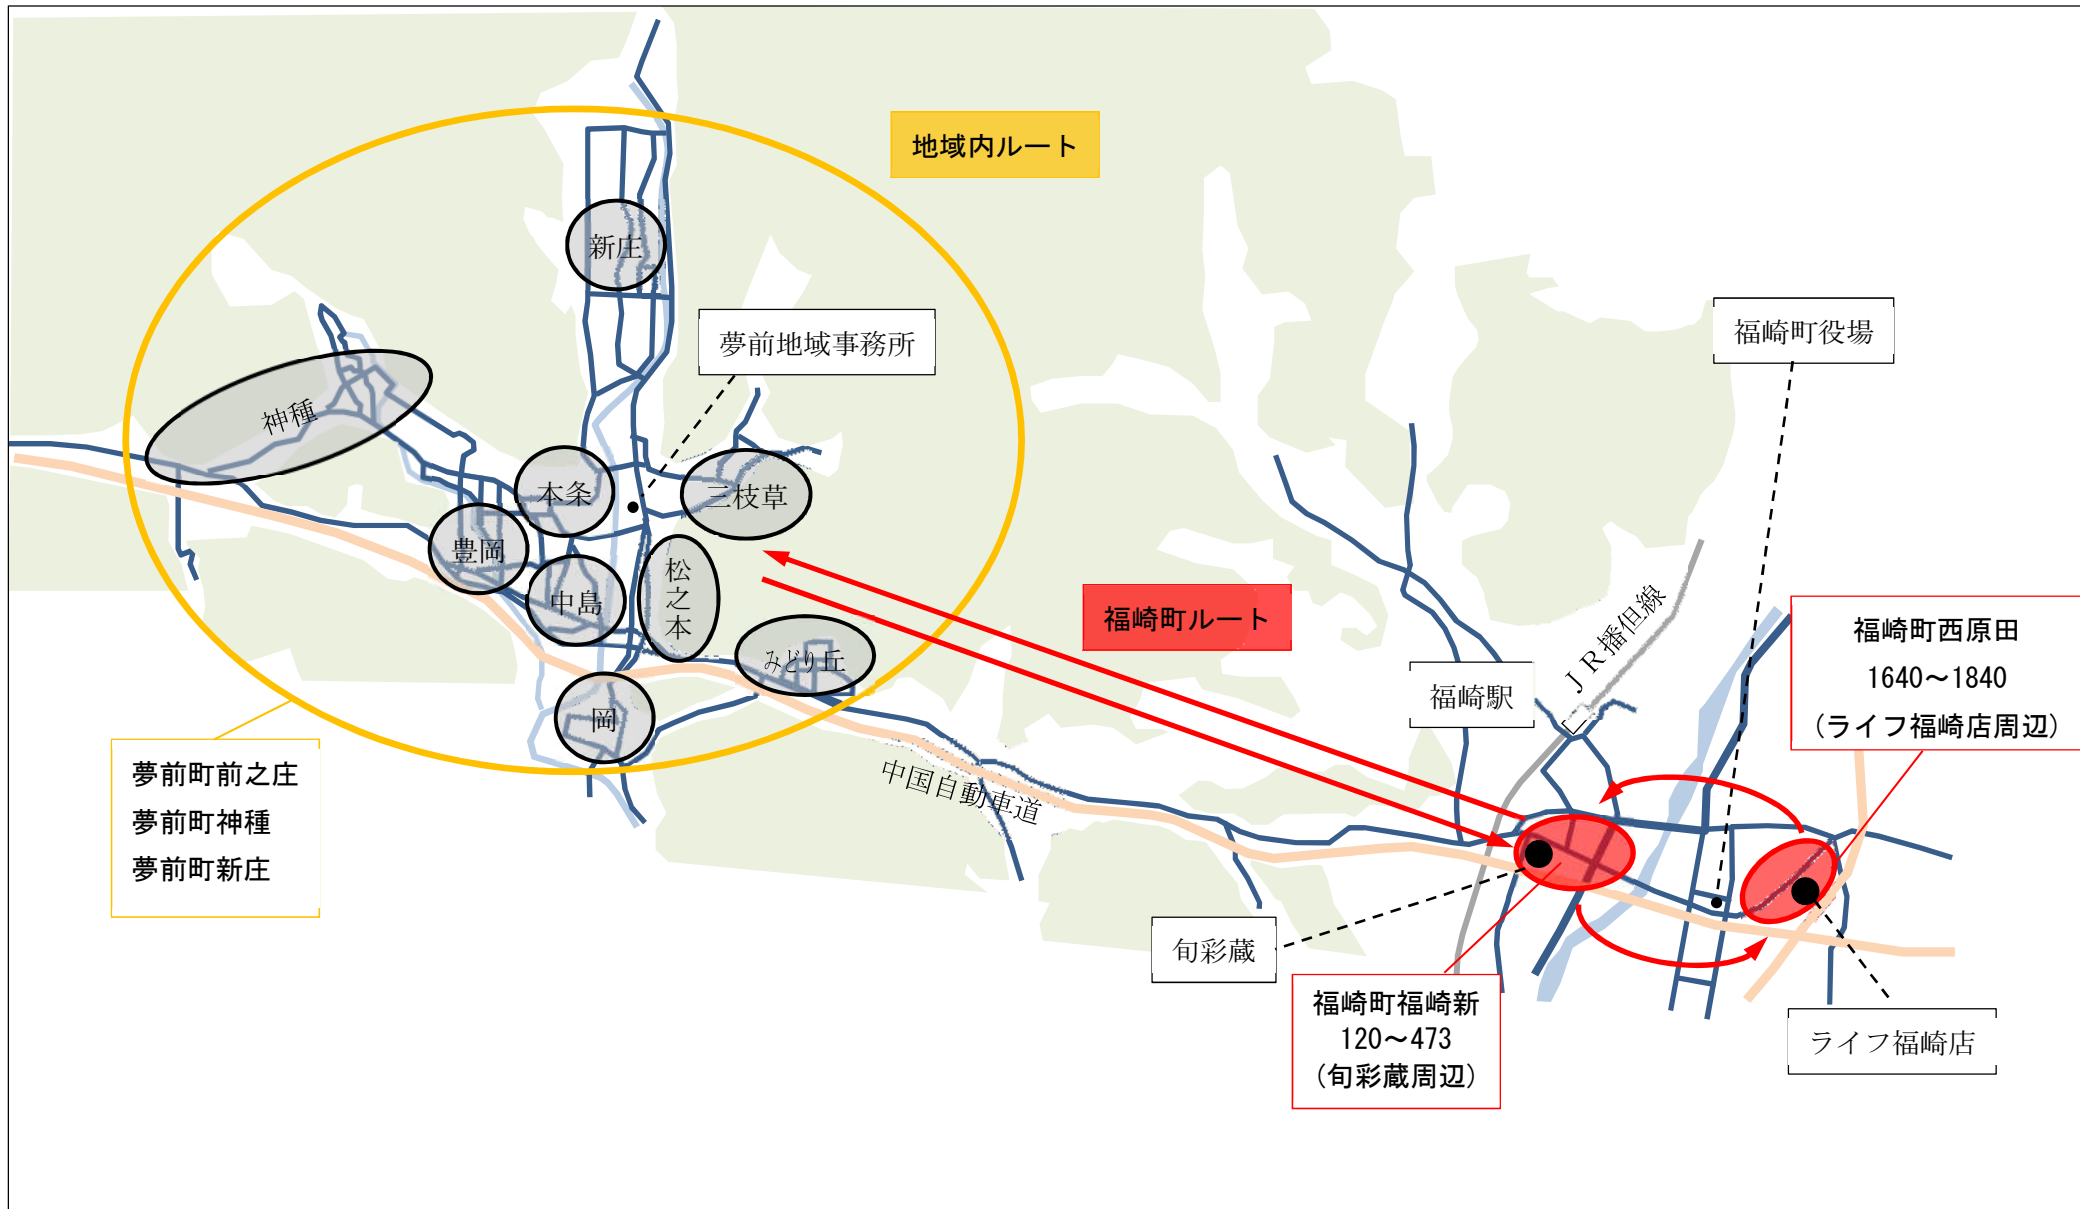 地域内ルート
新庄
夢前地域事務所
福崎町役場
神種
本条
三枝草
豊岡
中島
松之本
みどり丘
岡
福崎町ルート
福崎駅
ＪＲ播但線
福崎町西原田
1640～1840
（ライフ福崎店周辺）
夢前町前之庄
夢前町神種
夢前町新庄
中国自動車道
旬彩蔵
福崎町福崎新
120～473
（旬彩蔵周辺）
ライフ福崎店